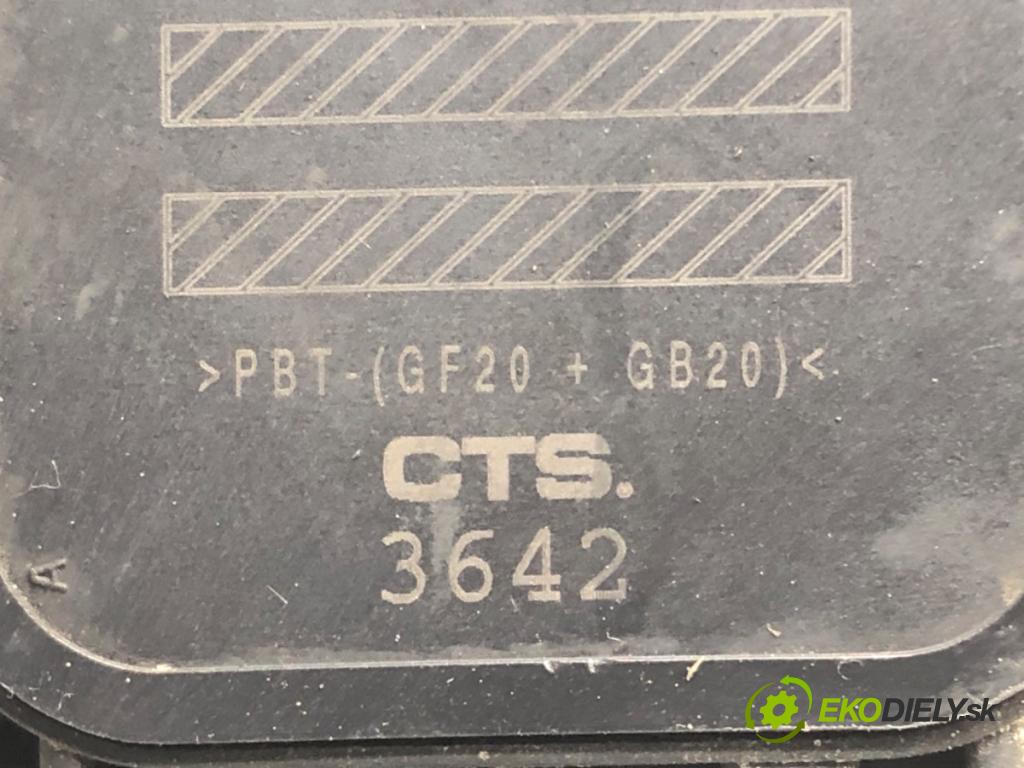 >PBT-(GF20 + GB20)<
CTS.
3642
A
EKODIELY.sk